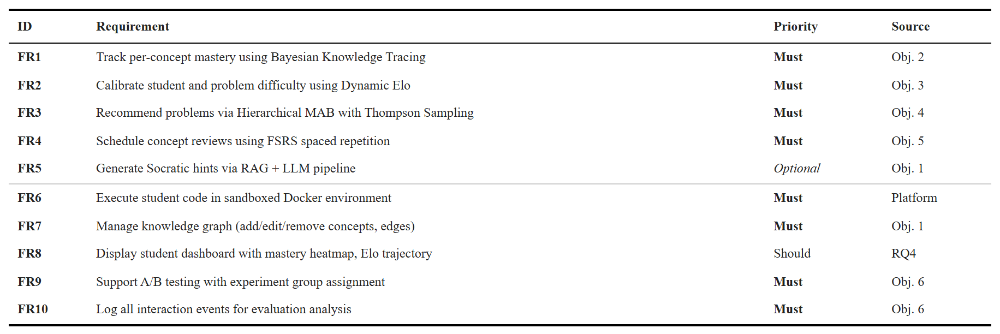 ID Requirement Priority Source
FR1 Track per-concept mastery using Bayesian Knowledge Tracing Must Obj. 2
FR2 Calibrate student and problem difficulty using Dynamic Elo Must Obj. 3
FR3 Recommend problems via Hierarchical MAB with Thompson Sampling Must Obj. 4
FR4 Schedule concept reviews using FSRS spaced repetition Must Obj. 5
FR5 Generate Socratic hints via RAG + LLM pipeline Optional Obj. 1
FR6 Execute student code in sandboxed Docker environment Must Platform
FR7 Manage knowledge graph (add/edit/remove concepts, edges) Must Obj. 1
FR8 Display student dashboard with mastery heatmap, Elo trajectory Should RQ4
FR9 Support A/B testing with experiment group assignment Must Obj. 6
FR10 Log all interaction events for evaluation analysis Must Obj. 6